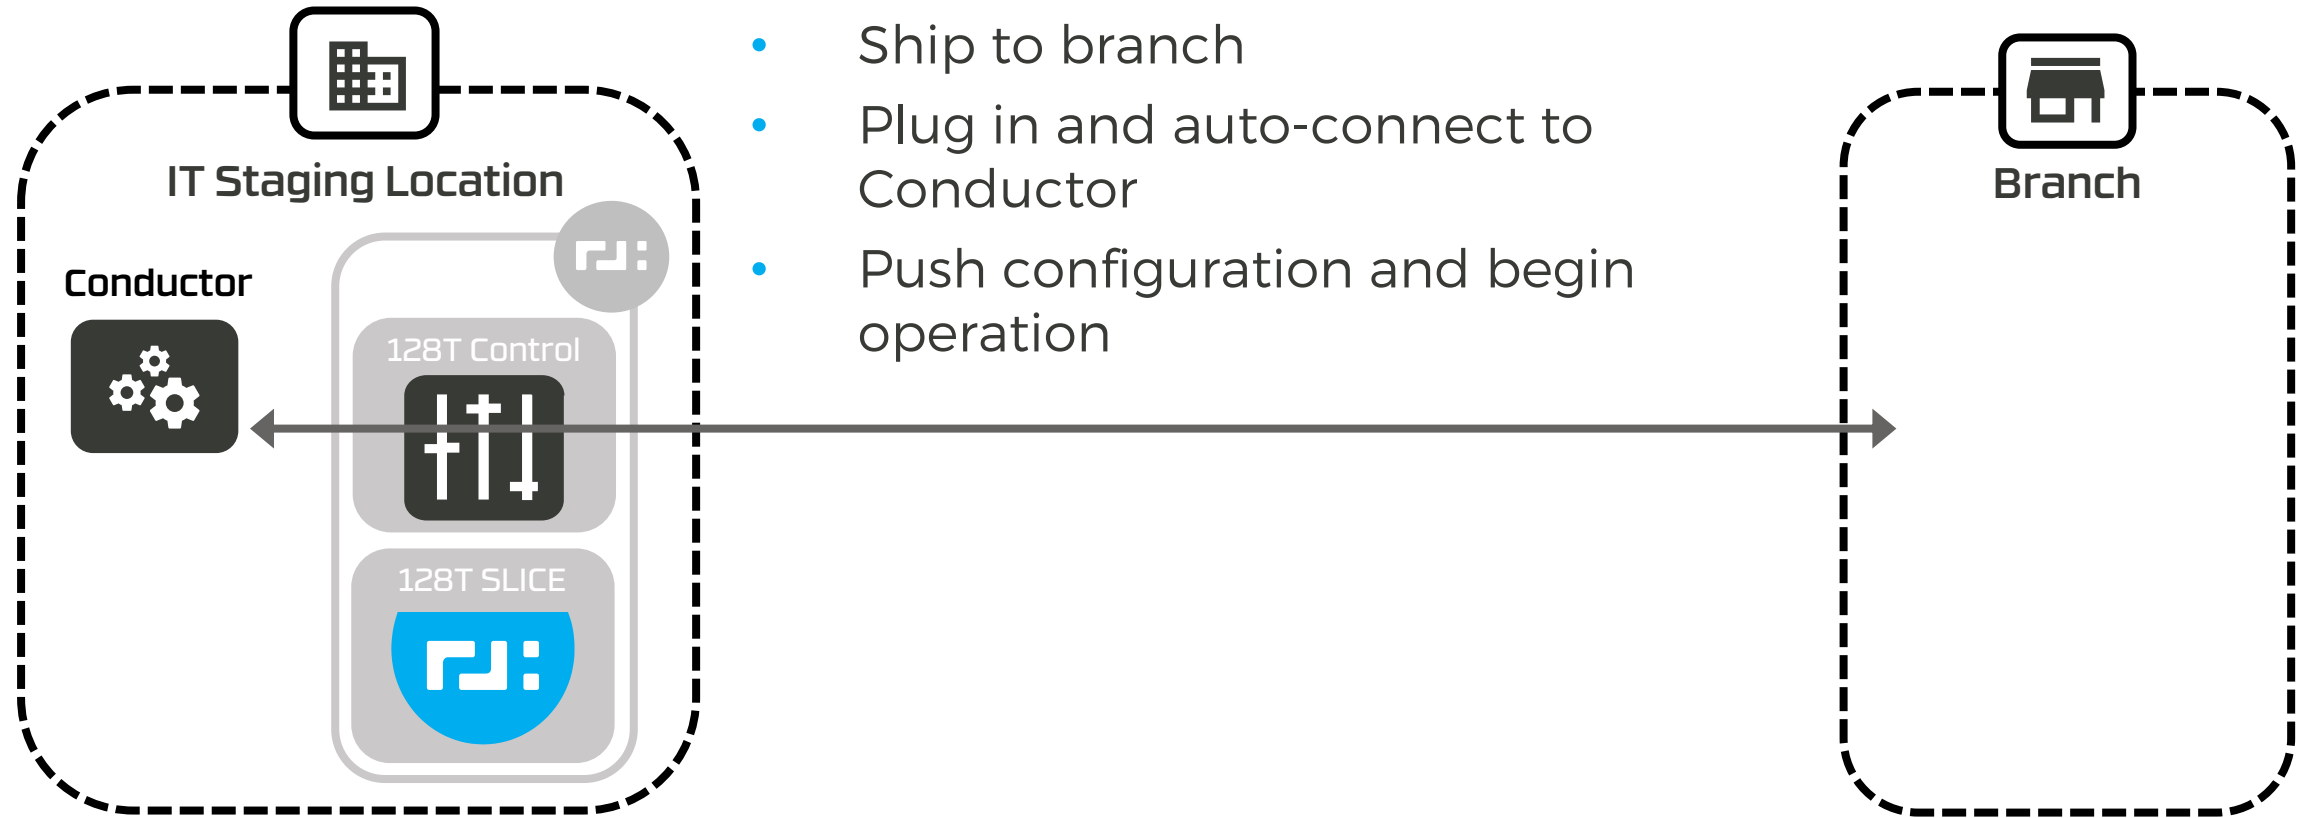 IT Staging Location
Conductor
128T Control
128T SLICE
• Ship to branch
• Plug in and auto-connect to
Conductor
• Push configuration and begin
operation
Branch